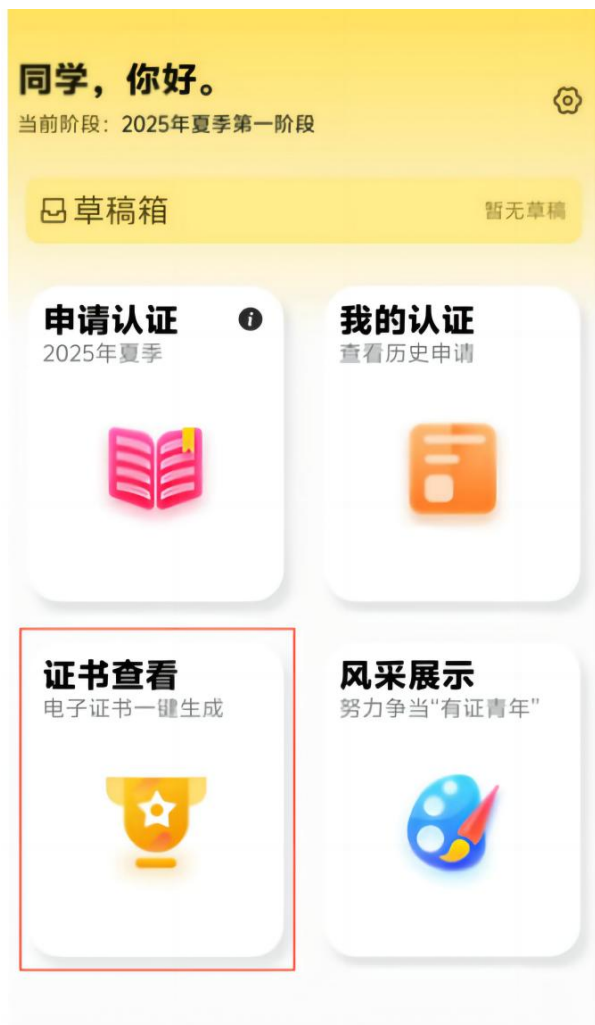 同学，你好。
当前阶段：2025年夏季第一阶段
草稿箱 暂无草稿
申请认证
2025年夏季
我的认证
查看历史申请
证书查看
电子证书一键生成
风采展示
努力争当“有证青年”